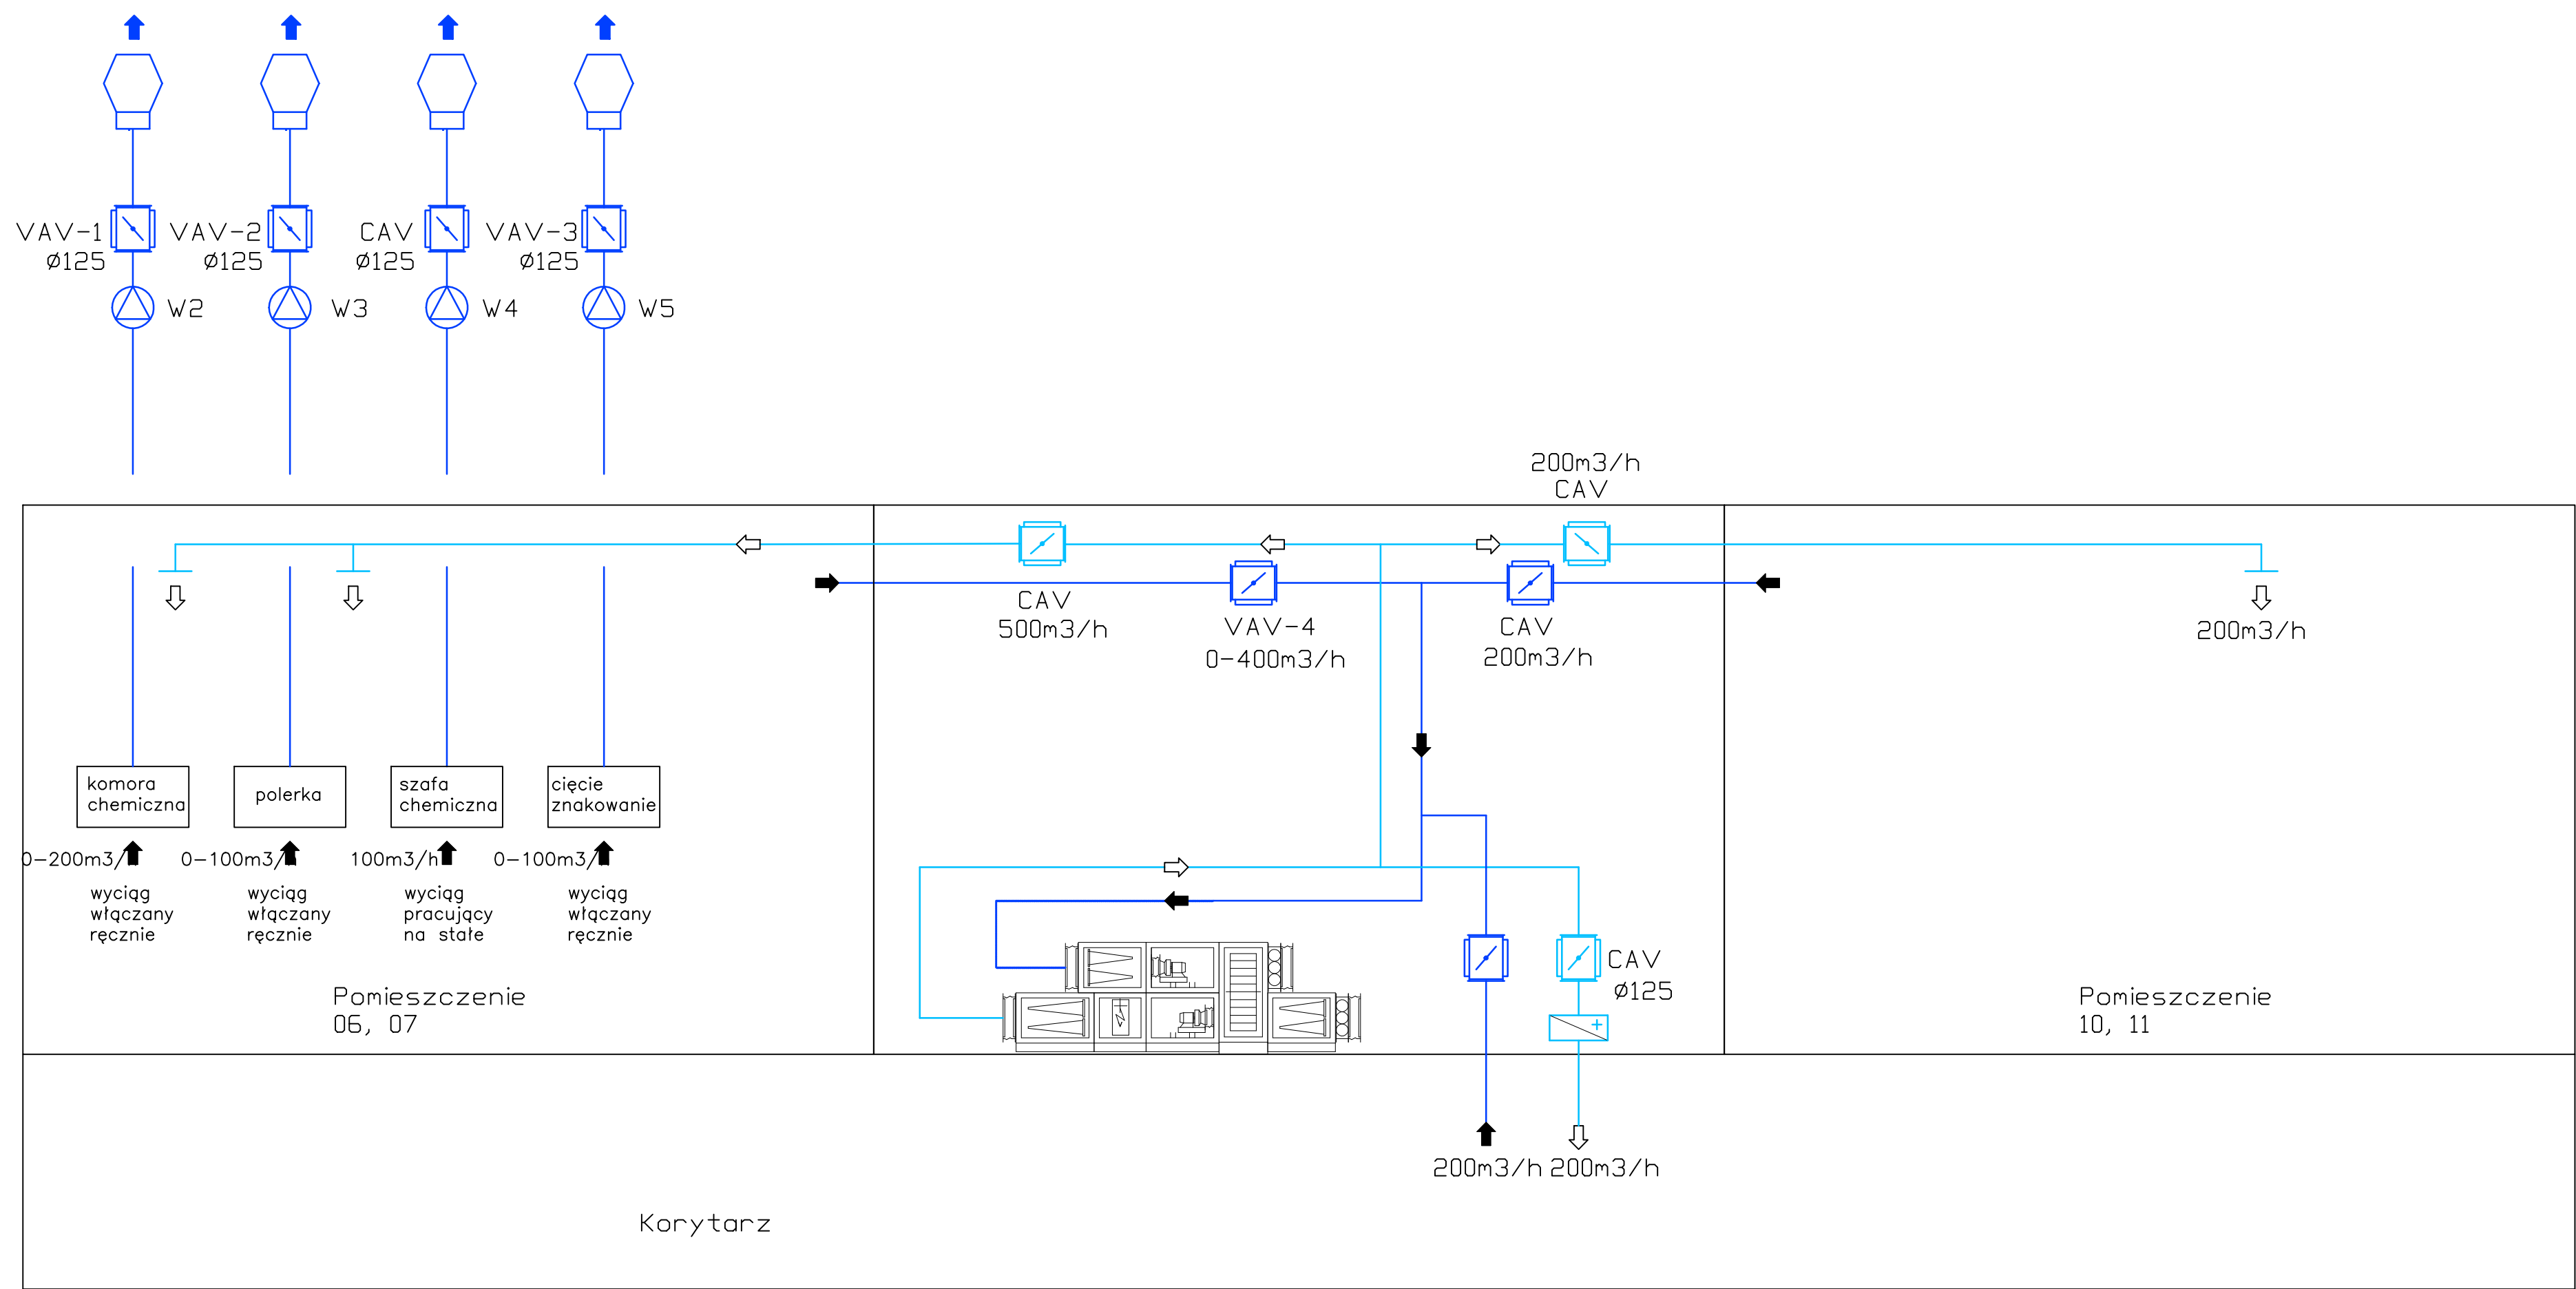 VAV-1
Ø125
VAV-2
Ø125
CAV
Ø125
VAV-3
Ø125
W2
W3
W4
W5
200m3/h
CAV
CAV
500m3/h
VAV-4
0-400m3/h
CAV
200m3/h
200m3/h
komora
chemiczna
polerka
szafa
chemiczna
cięcie
znakowanie
0-200m3/h
0-100m3/h
100m3/h
0-100m3/h
wyciąg
włączany
ręcznie
wyciąg
włączany
ręcznie
wyciąg
pracujący
na stałe
wyciąg
włączany
ręcznie
CAV
Ø125
Pomieszczenie
06, 07
Pomieszczenie
10, 11
200m3/h
200m3/h
Korytarz